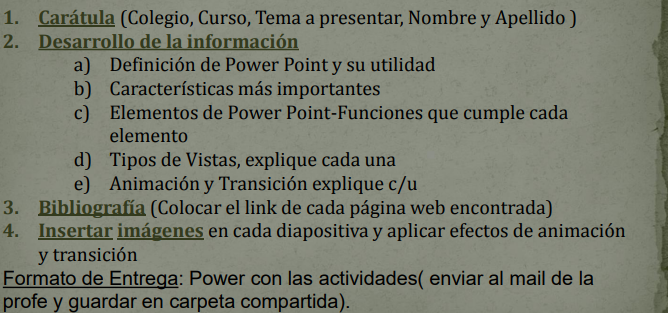 1. Carátula (Colegio, Curso, Tema a presentar, Nombre y Apellido )
2. Desarrollo de la información
a) Definición de Power Point y su utilidad
b) Características más importantes
c) Elementos de Power Point-Funciones que cumple cada
elemento
d) Tipos de Vistas, explique cada una
e) Animación y Transición explique c/u
3. Bibliografía (Colocar el link de cada página web encontrada)
4. Insertar imágenes en cada diapositiva y aplicar efectos de animación
y transición
Formato de Entrega: Power con las actividades( enviar al mail de la
profe y guardar en carpeta compartida).